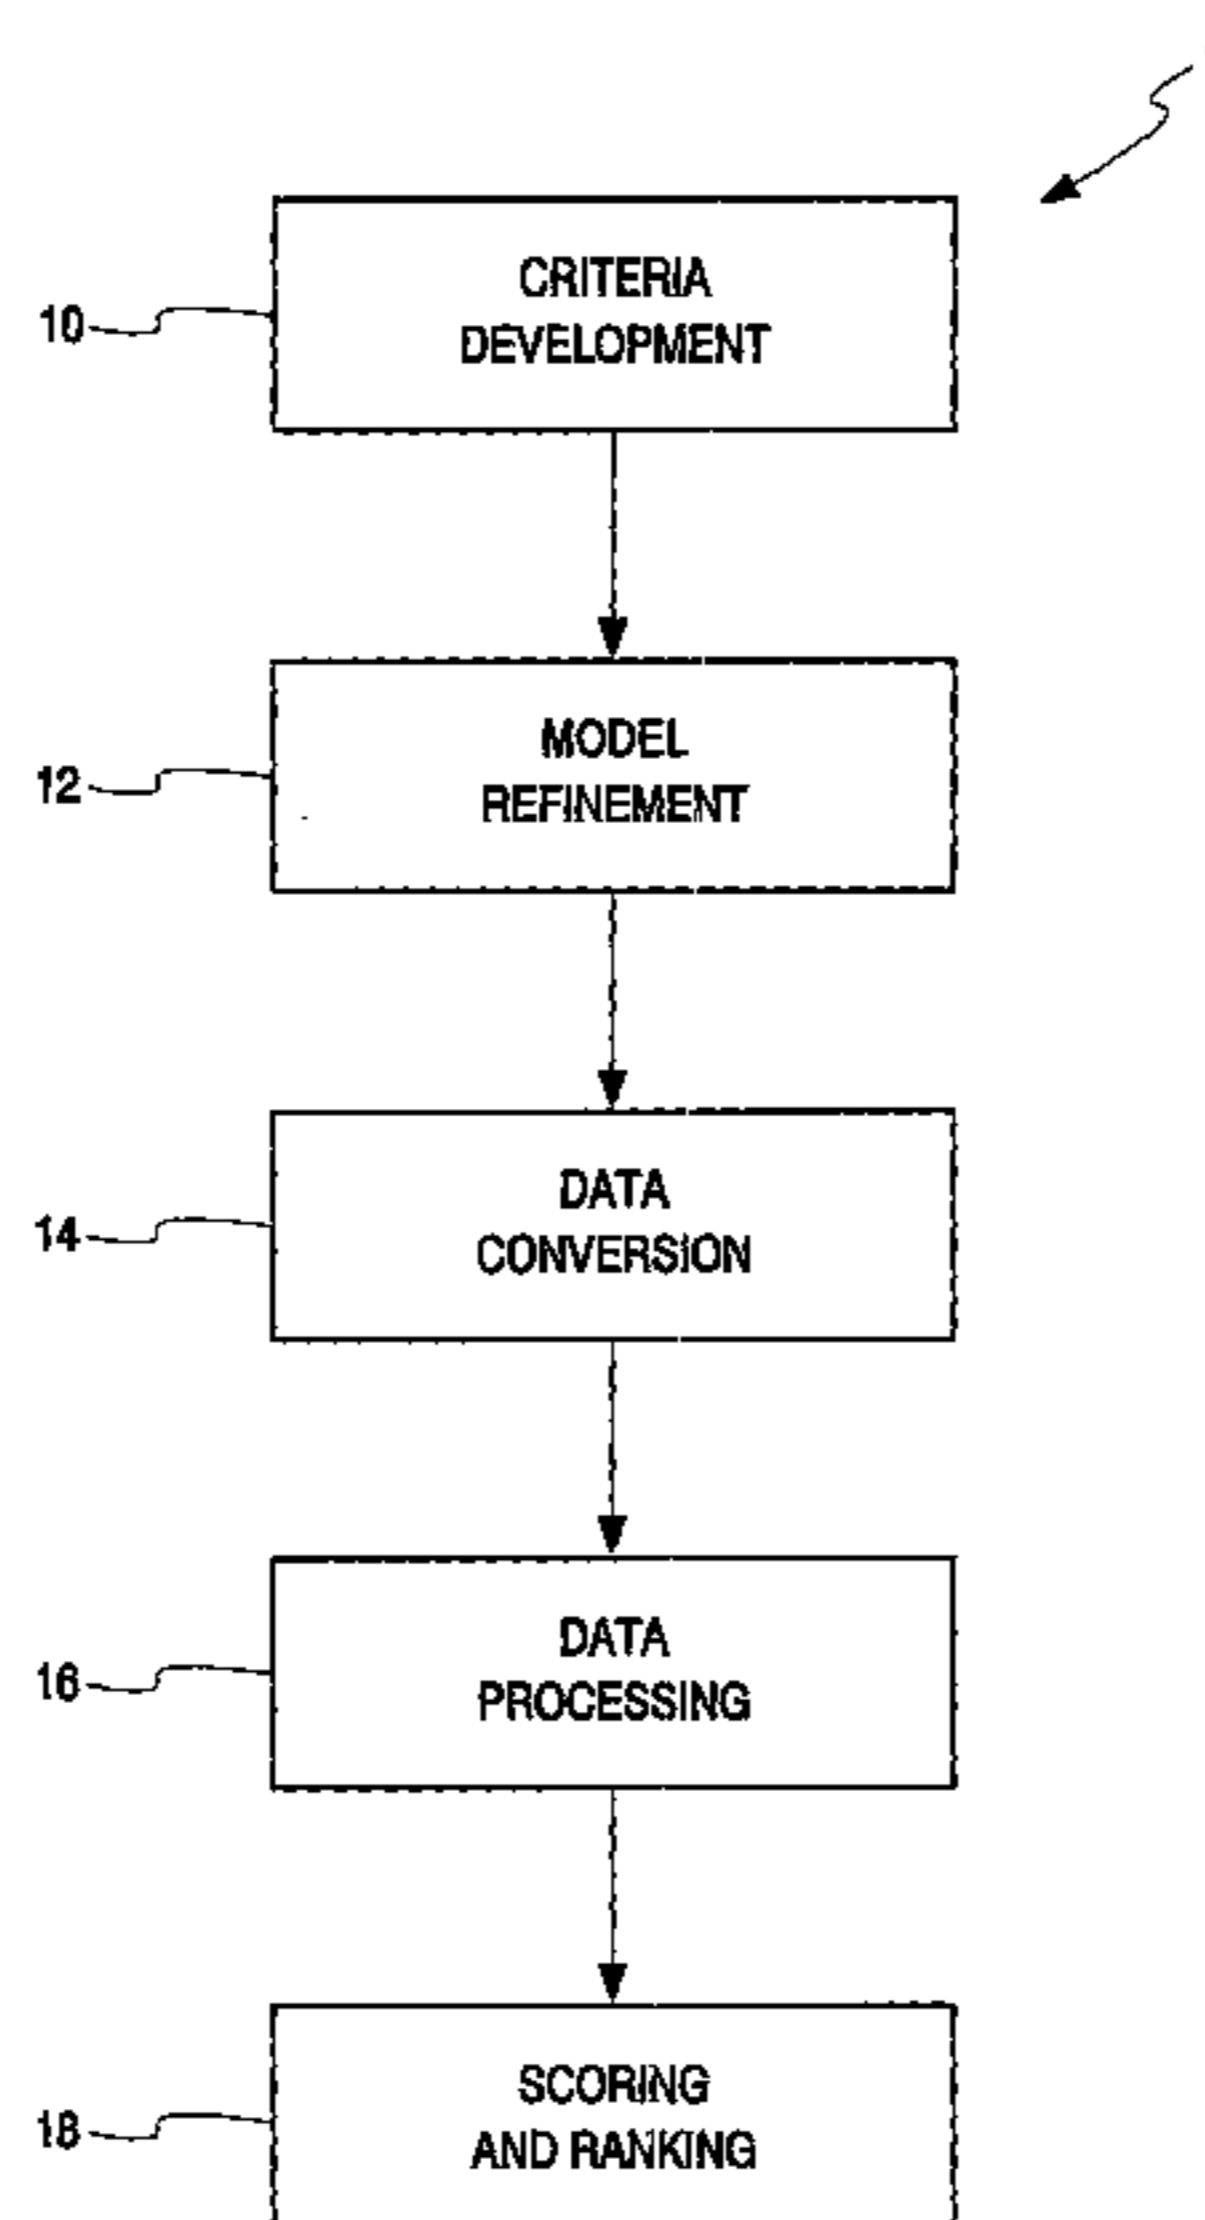 CRITERIA
10 DEVELOPMENT
MODEL
12 REFINEMENT
DATA
14 CONVERSION
DATA
16 PROCESSING
SCORING
18 AND RANKING